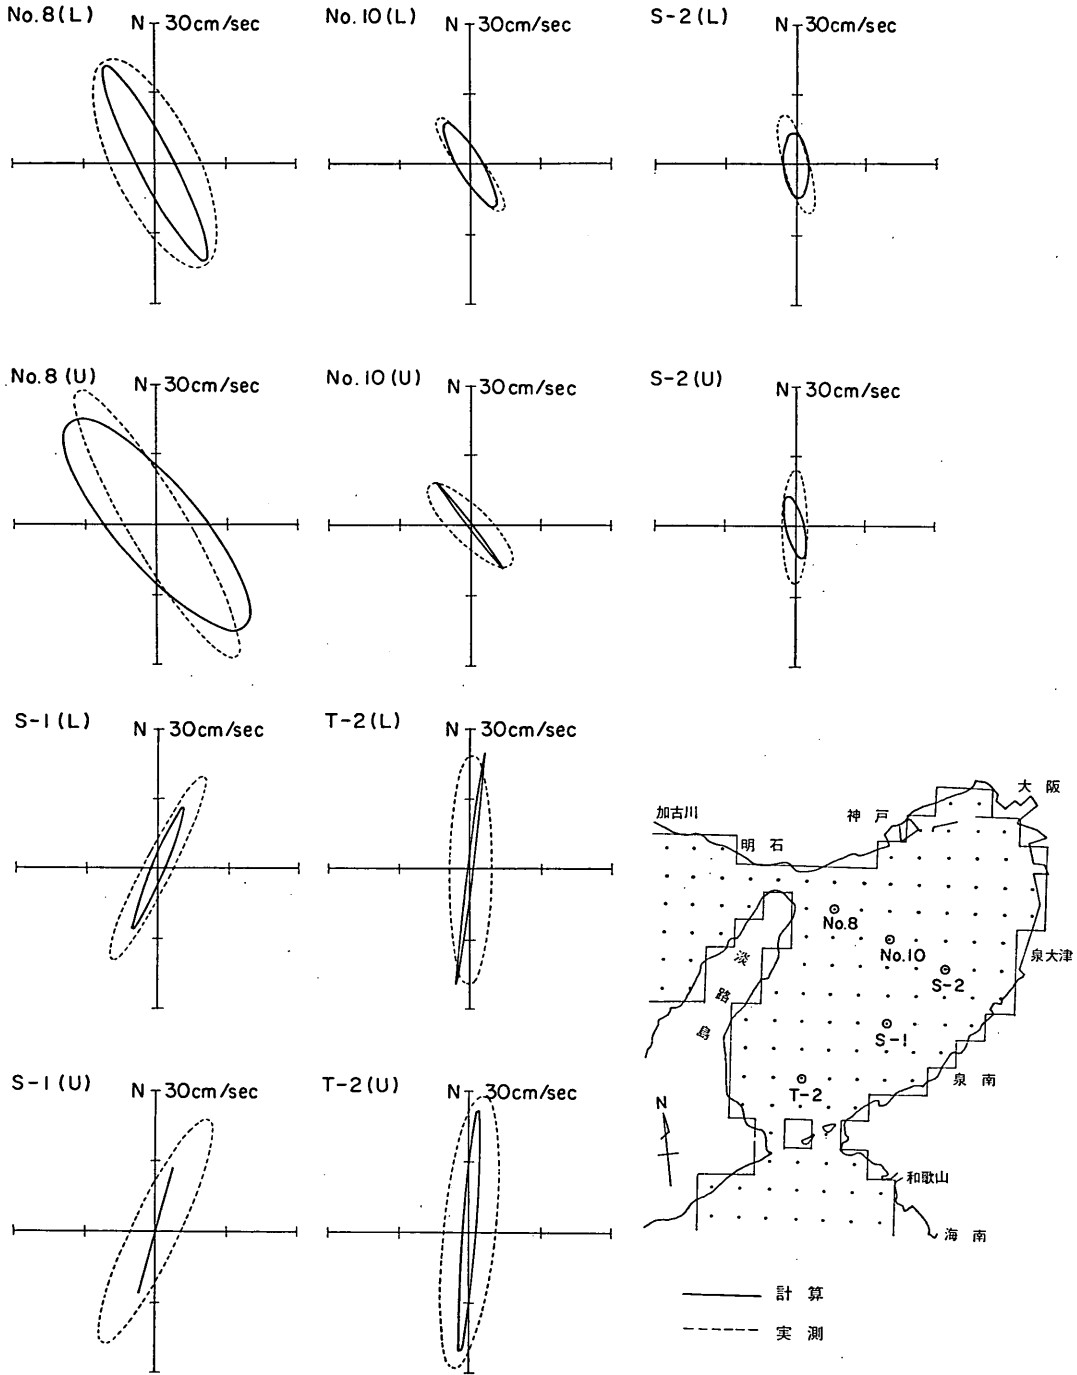 No.8(L)
N 30cm/sec
No.10(L)
N 30cm/sec
S-2(L)
N 30cm/sec
No.8(U)
N 30cm/sec
No.10(U)
N 30cm/sec
S-2(U)
N 30cm/sec
S-1(L)
N 30cm/sec
T-2(L)
N 30cm/sec
S-1(U)
N 30cm/sec
T-2(U)
N 30cm/sec
大阪
加古川
神戸
明石
No.8
No.10
泉大津
淡路島
S-2
S-1
泉南
T-2
N
和歌山
海南
計算
実測